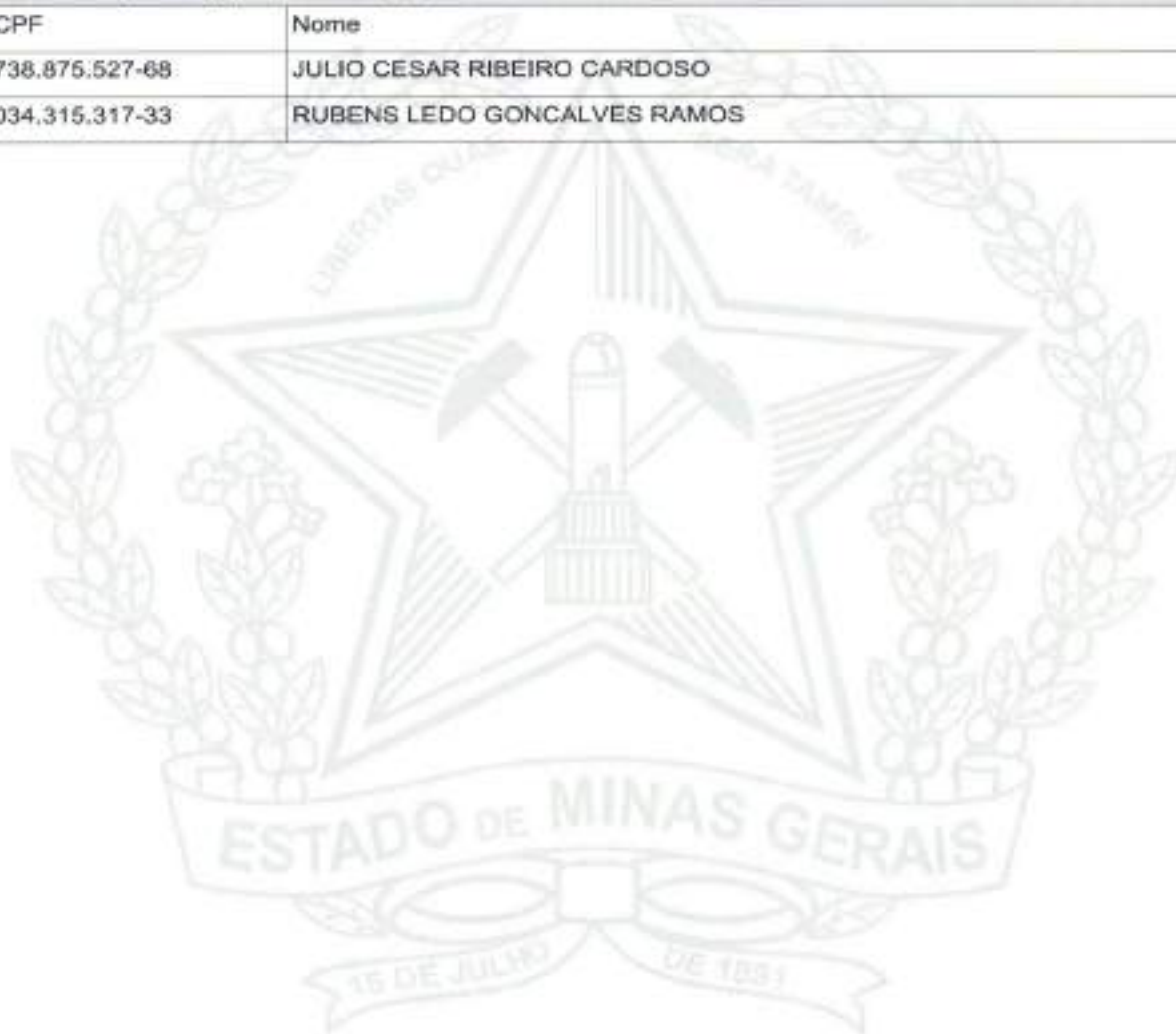 CPF Nome
738.875.527-68 JULIO CESAR RIBEIRO CARDOSO
034.315.317-33 RUBENS LEDO GONCALVES RAMOS
LIBERTAS QUAE SERA TAMEN
ESTADO DE MINAS GERAIS
15 DE JULHO DE 1891